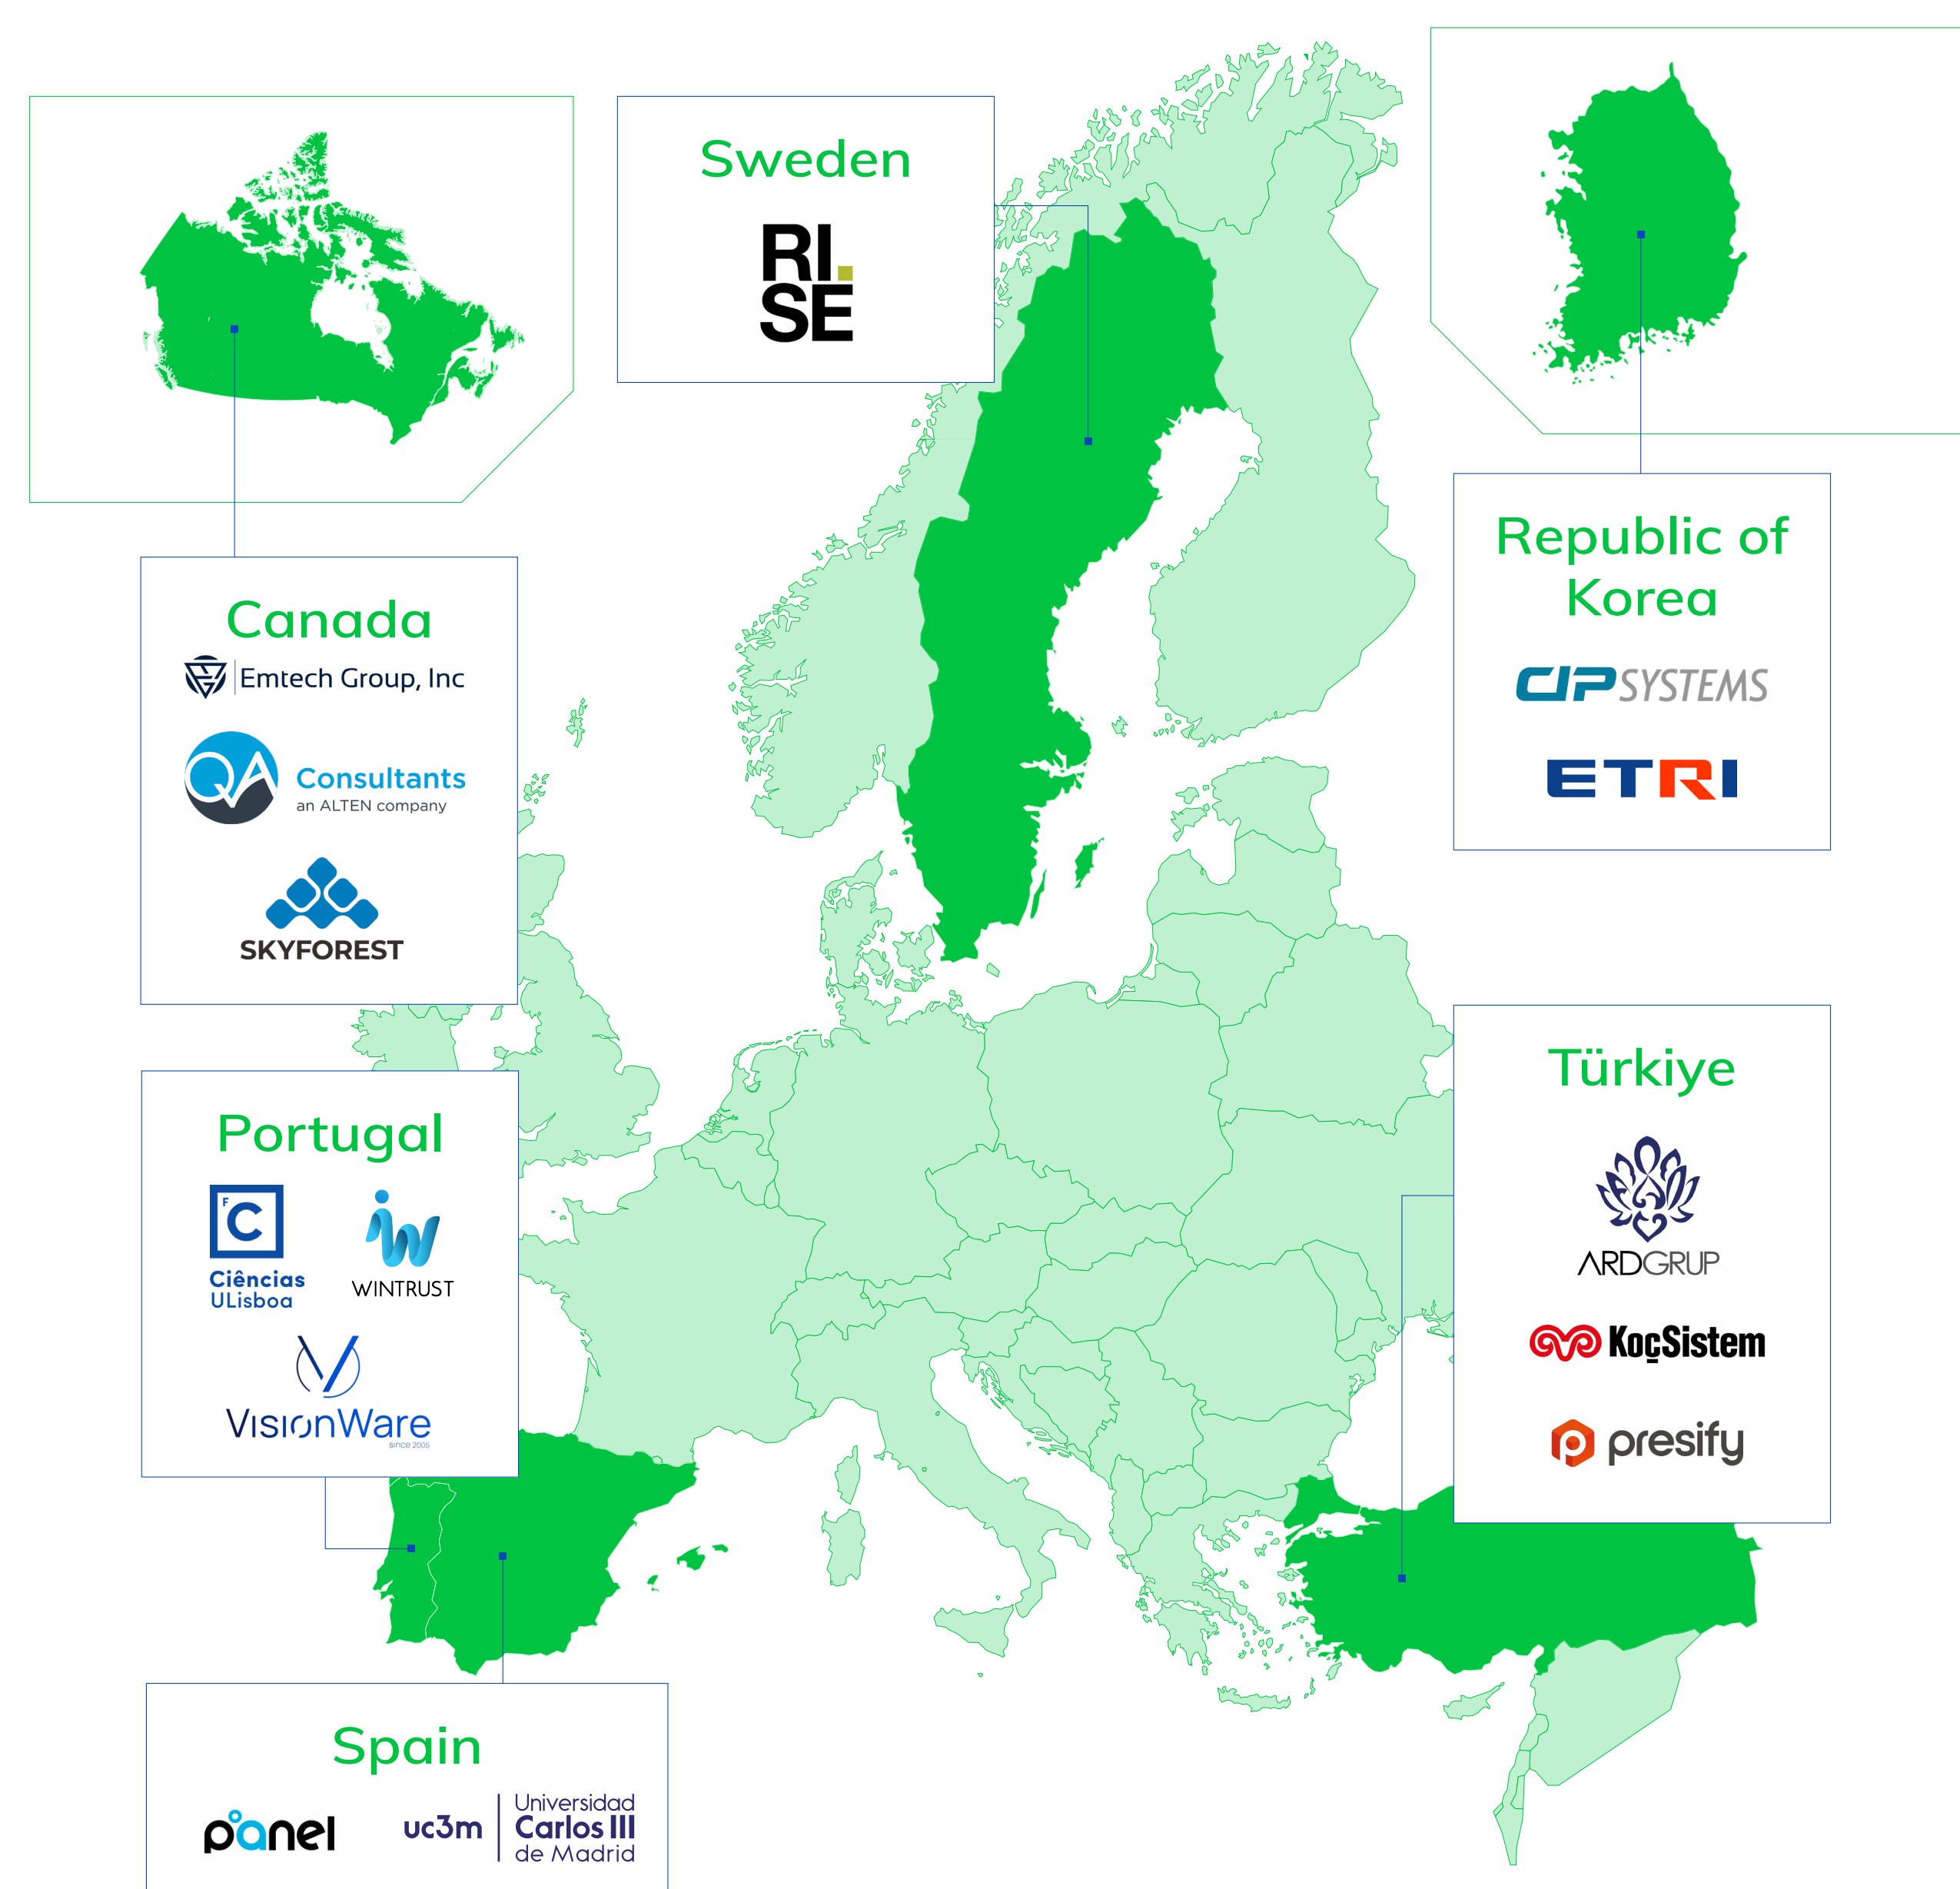 Sweden
RI.
SE
Republic of
Korea
CIP SYSTEMS
ETRI
Canada
Emtech Group, Inc
QA Consultants
an ALTEN company
SKYFOREST
Portugal
F
C
Ciências
ULisboa
iw
WINTRUST
V
VisionWare
since 2005
Türkiye
ARDGRUP
KoçSistem
presify
Spain
panel
uc3m
Universidad
Carlos III
de Madrid